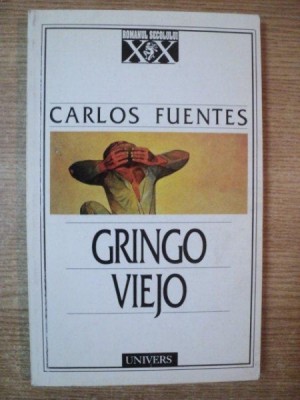 ROMANUL SECOLULUI
XX
CARLOS FUENTES
GRINGO
VIEJO
UNIVERS